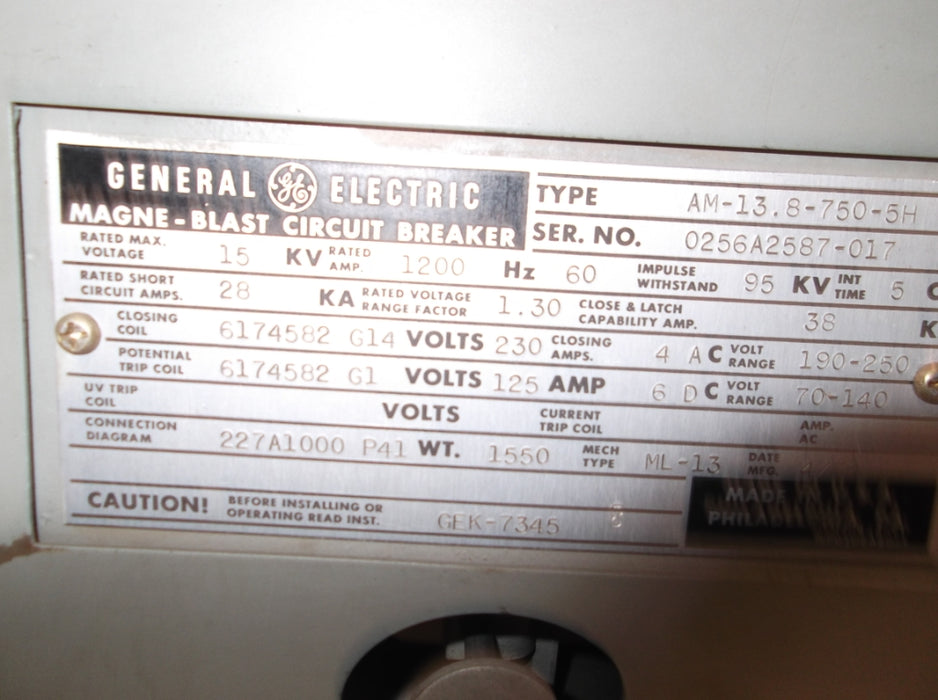 GENERAL GE ELECTRIC
MAGNE-BLAST CIRCUIT BREAKER
TYPE AM-13.8-750-5H
SER. NO. 0256A2587-017
RATED MAX. VOLTAGE 15 KV RATED AMP. 1200 Hz 60 IMPULSE WITHSTAND 95 KV INT TIME 5 C
RATED SHORT CIRCUIT AMPS. 28 KA RATED VOLTAGE RANGE FACTOR 1.30 CLOSE & LATCH CAPABILITY AMP. 38 K
CLOSING COIL 6174582 G14 VOLTS 230 CLOSING AMPS. 4 A C VOLT RANGE 190-250
POTENTIAL TRIP COIL 6174582 G1 VOLTS 125 AMP 6 D C VOLT RANGE 70-140
UV TRIP COIL VOLTS CURRENT TRIP COIL AMP. AC
CONNECTION DIAGRAM 227A1000 P41 WT. 1550 MECH TYPE ML-13 DATE MFG.
CAUTION! BEFORE INSTALLING OR OPERATING READ INST. GEK-7345
MADE